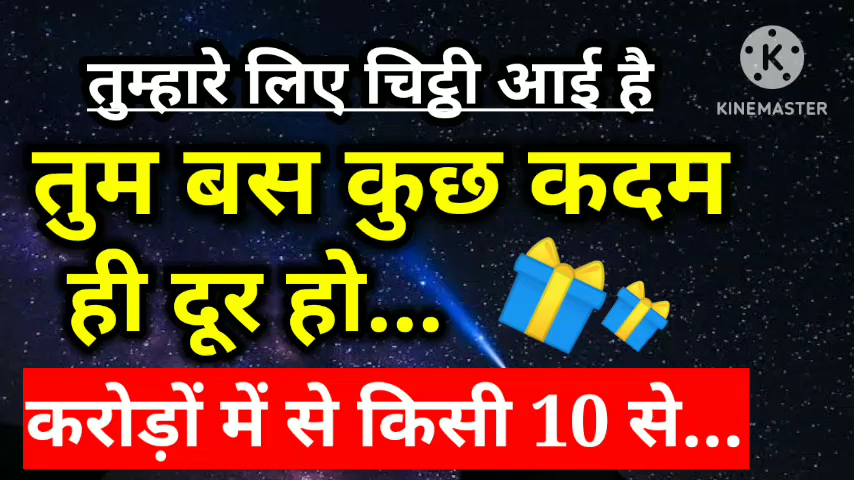 तुम्हारे लिए चिट्ठी आई है
KINEMASTER
तुम बस कुछ कदम
ही दूर हो...
करोड़ों में से किसी 10 से...